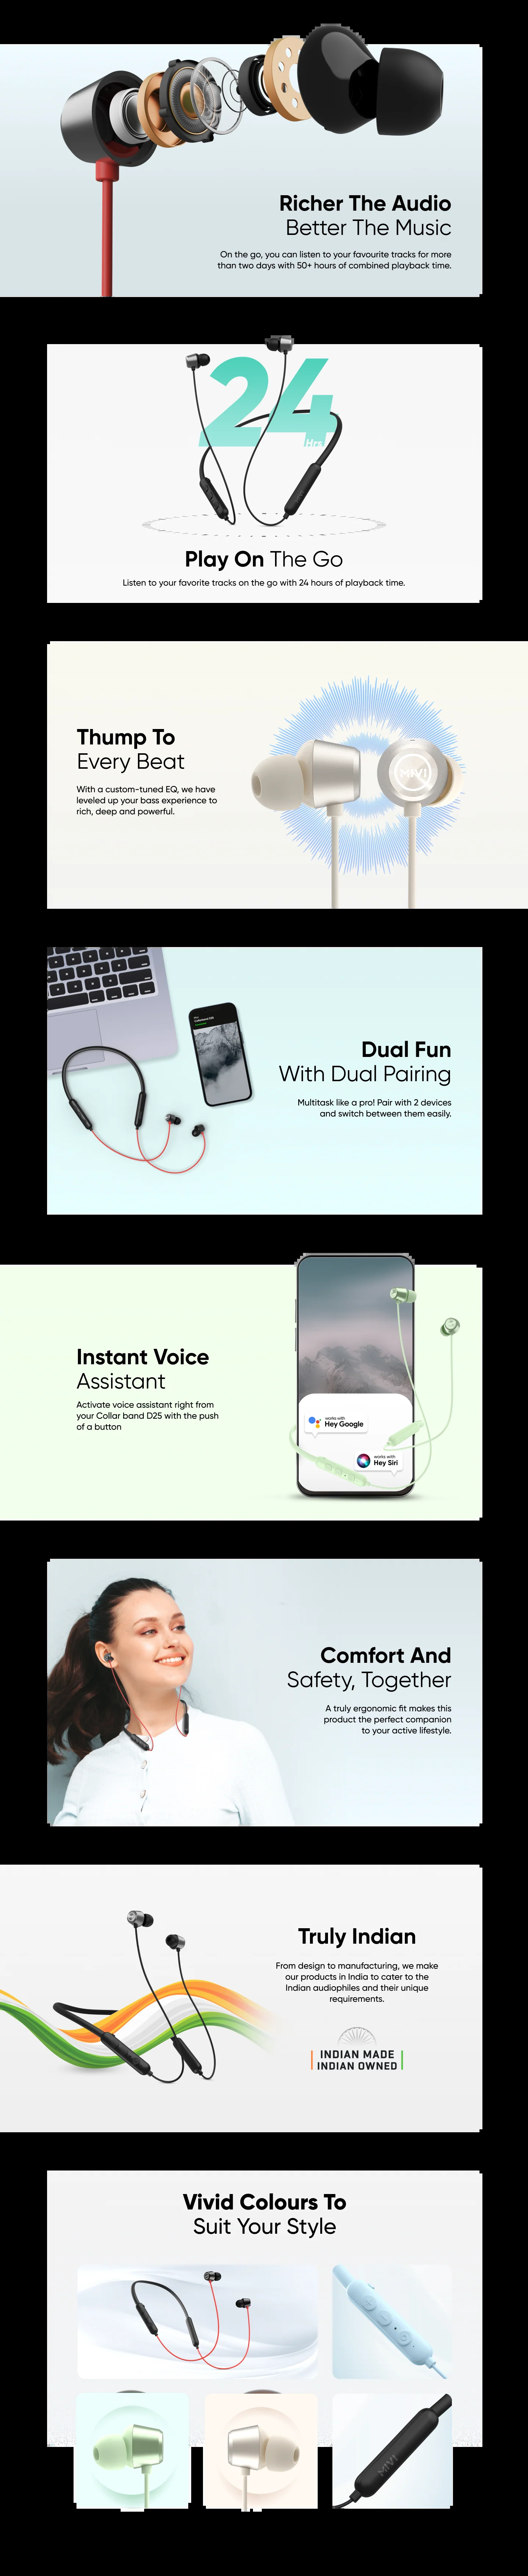 Richer The Audio
Better The Music
On the go, you can listen to your favourite tracks for more
than two days with 50+ hours of combined playback time.
24
Hrs
Play On The Go
Listen to your favorite tracks on the go with 24 hours of playback time.
Thump To
Every Beat
With a custom-tuned EQ, we have
leveled up your bass experience to
rich, deep and powerful.
MIVI
Dual Fun
With Dual Pairing
Multitask like a pro! Pair with 2 devices
and switch between them easily.
Instant Voice
Assistant
Activate voice assistant right from
your Collar band D25 with the push
of a button
works with
Hey Google
works with
Hey Siri
Comfort And
Safety, Together
A truly ergonomic fit makes this
product the perfect companion
to your active lifestyle.
Truly Indian
From design to manufacturing, we make
our products in India to cater to the
Indian audiophiles and their unique
requirements.
INDIAN MADE
INDIAN OWNED
Vivid Colours To
Suit Your Style
MIVI